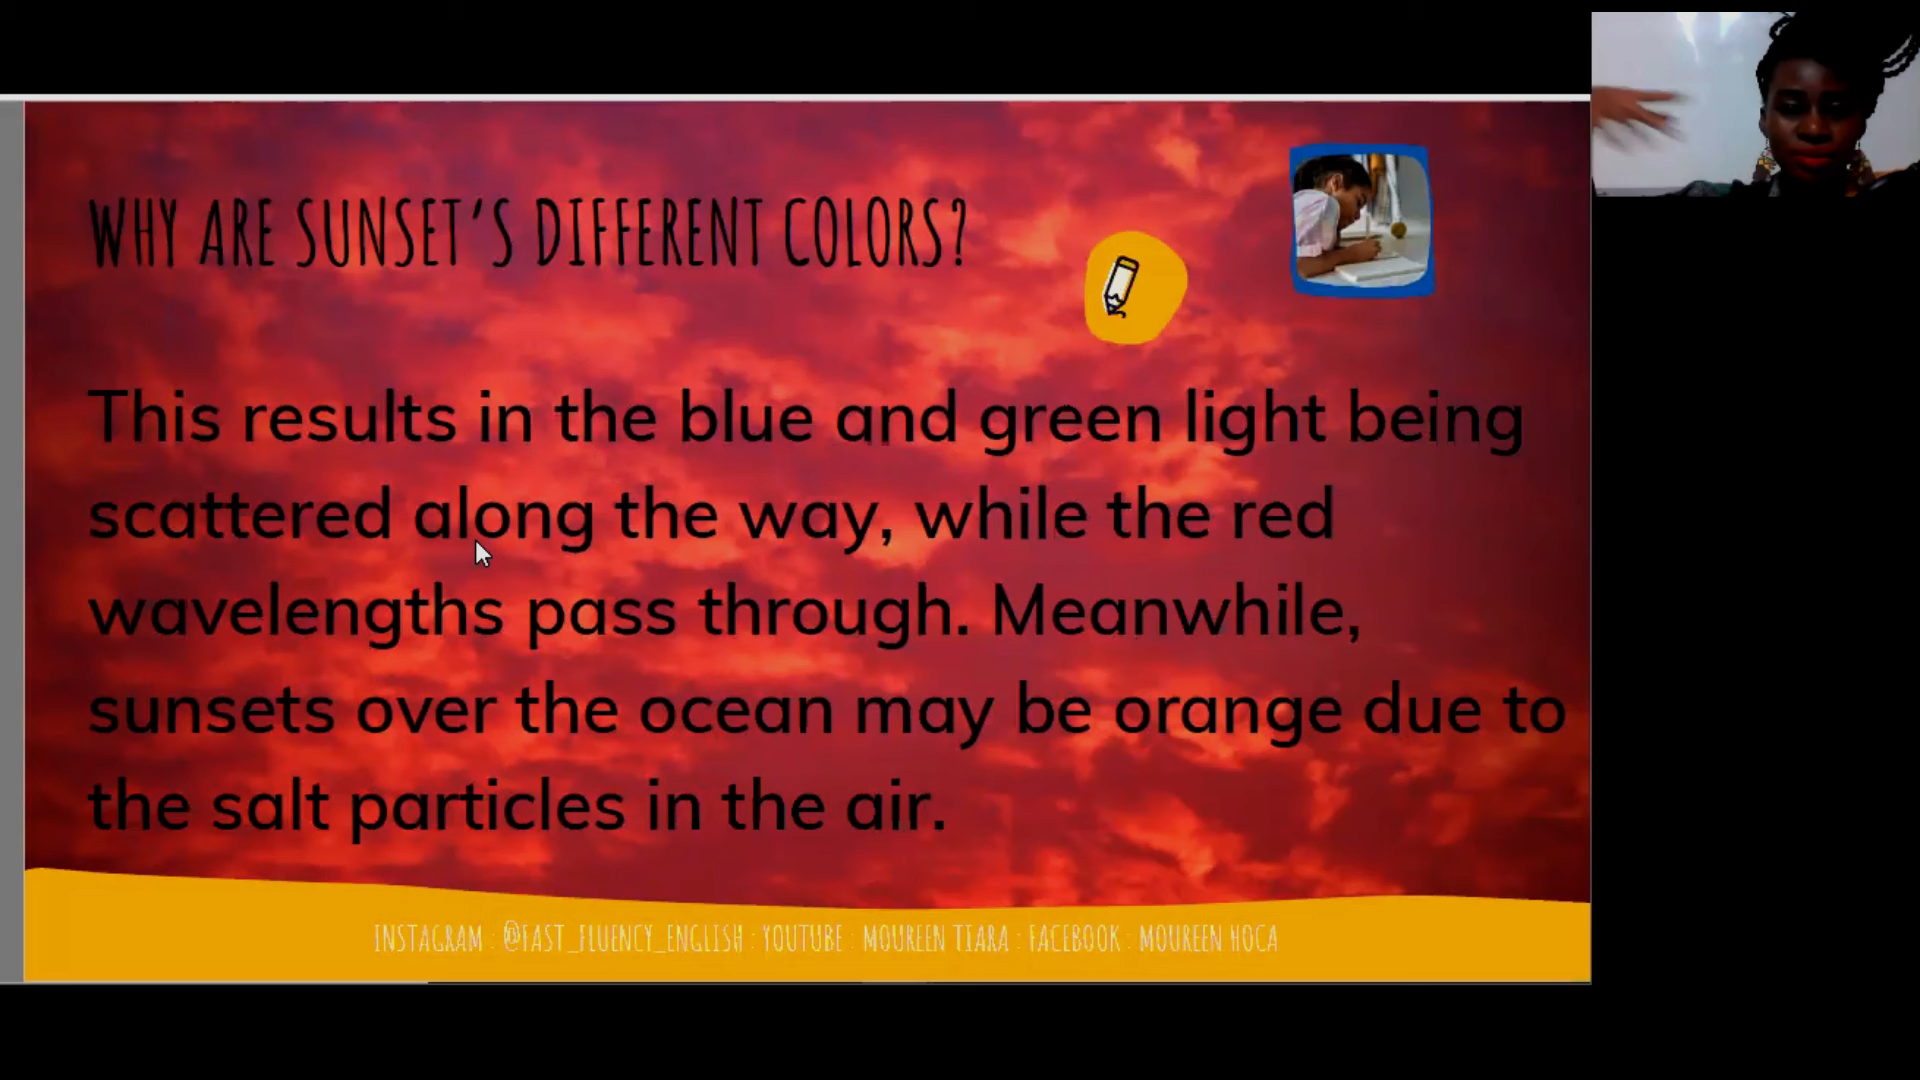 WHY ARE SUNSET'S DIFFERENT COLORS?
This results in the blue and green light being
scattered along the way, while the red
wavelengths pass through. Meanwhile,
sunsets over the ocean may be orange due to
the salt particles in the air.
INSTAGRAM : @FAST_FLUENCY_ENGLISH : YOUTUBE : MOUREEN TIARA : FACEBOOK : MOUREEN HOCA